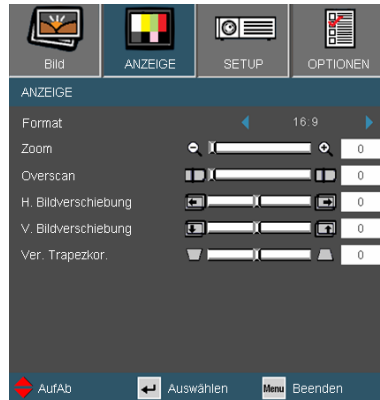 Bild ANZEIGE SETUP OPTIONEN
ANZEIGE
Format 16:9
Zoom 0
Overscan 0
H. Bildverschiebung 0
V. Bildverschiebung 0
Ver. Trapezkor. 0
AufAb Auswählen Menu Beenden